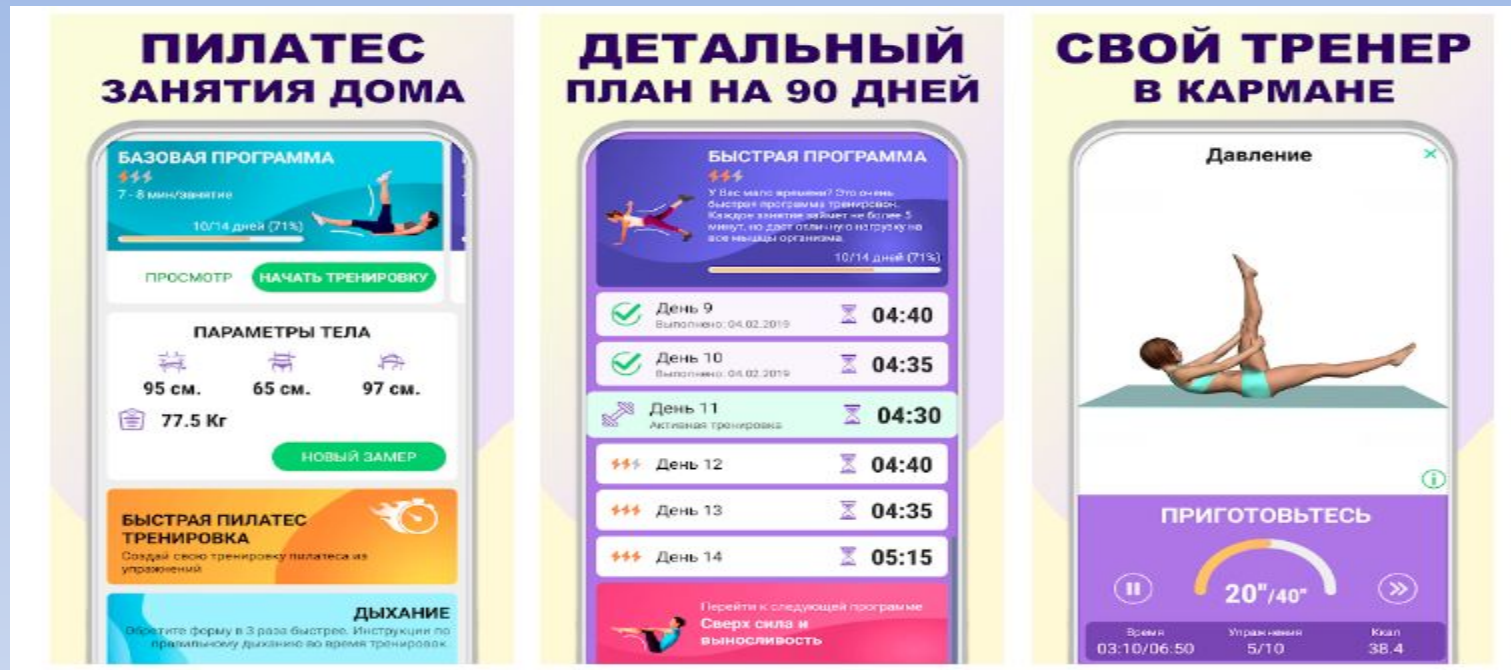 ПИЛАТЕС
ЗАНЯТИЯ ДОМА
БАЗОВАЯ ПРОГРАММА
7 - 8 мин/занятие
10/14 дней (71%)
ПРОСМОТР
НАЧАТЬ ТРЕНИРОВКУ
ПАРАМЕТРЫ ТЕЛА
95 см.
65 см.
97 см.
77.5 Кг
НОВЫЙ ЗАМЕР
БЫСТРАЯ ПИЛАТЕС
ТРЕНИРОВКА
Создай свою тренировку пилатеса из
упражнений
ДЫХАНИЕ
Обретите форму в 3 раза быстрее. Инструкции по
правильному дыханию во время тренировок.
ДЕТАЛЬНЫЙ
ПЛАН НА 90 ДНЕЙ
БЫСТРАЯ ПРОГРАММА
У Вас мало времени? Это очень
быстрая программа тренировок.
Каждое занятие займет не более 5
минут, но даст отличную нагрузку на
все мышцы организма.
10/14 дней (71%)
День 9
Выполнено: 04.02.2019
04:40
День 10
Выполнено: 04.02.2019
04:35
День 11
Активная тренировка
04:30
День 12
04:40
День 13
04:35
День 14
05:15
Перейти к следующей программе
Сверх сила и
выносливость
СВОЙ ТРЕНЕР
В КАРМАНЕ
Давление
ПРИГОТОВЬТЕСЬ
20"/40"
Время
03:10/06:50
Упражнения
5/10
Ккал
38.4